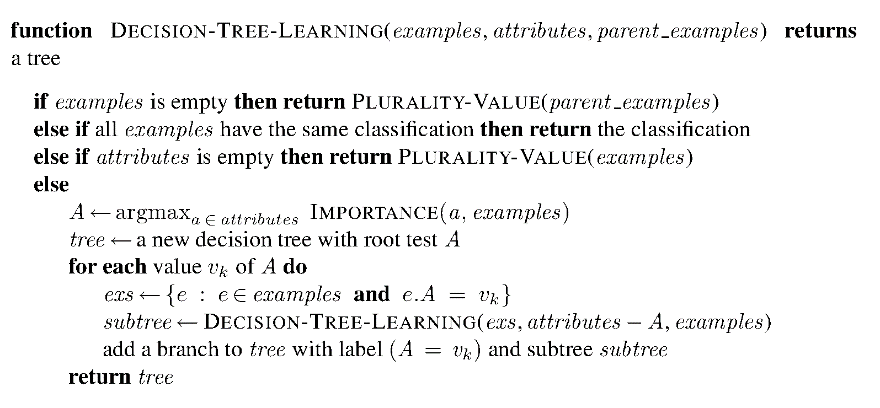 function DECISION-TREE-LEARNING(examples, attributes, parent_examples) returns
a tree
if examples is empty then return PLURALITY-VALUE(parent_examples)
else if all examples have the same classification then return the classification
else if attributes is empty then return PLURALITY-VALUE(examples)
else
A ← argmax_{a ∈ attributes} IMPORTANCE(a, examples)
tree ← a new decision tree with root test A
for each value v_k of A do
exs ← {e : e ∈ examples and e.A = v_k}
subtree ← DECISION-TREE-LEARNING(exs, attributes − A, examples)
add a branch to tree with label (A = v_k) and subtree subtree
return tree